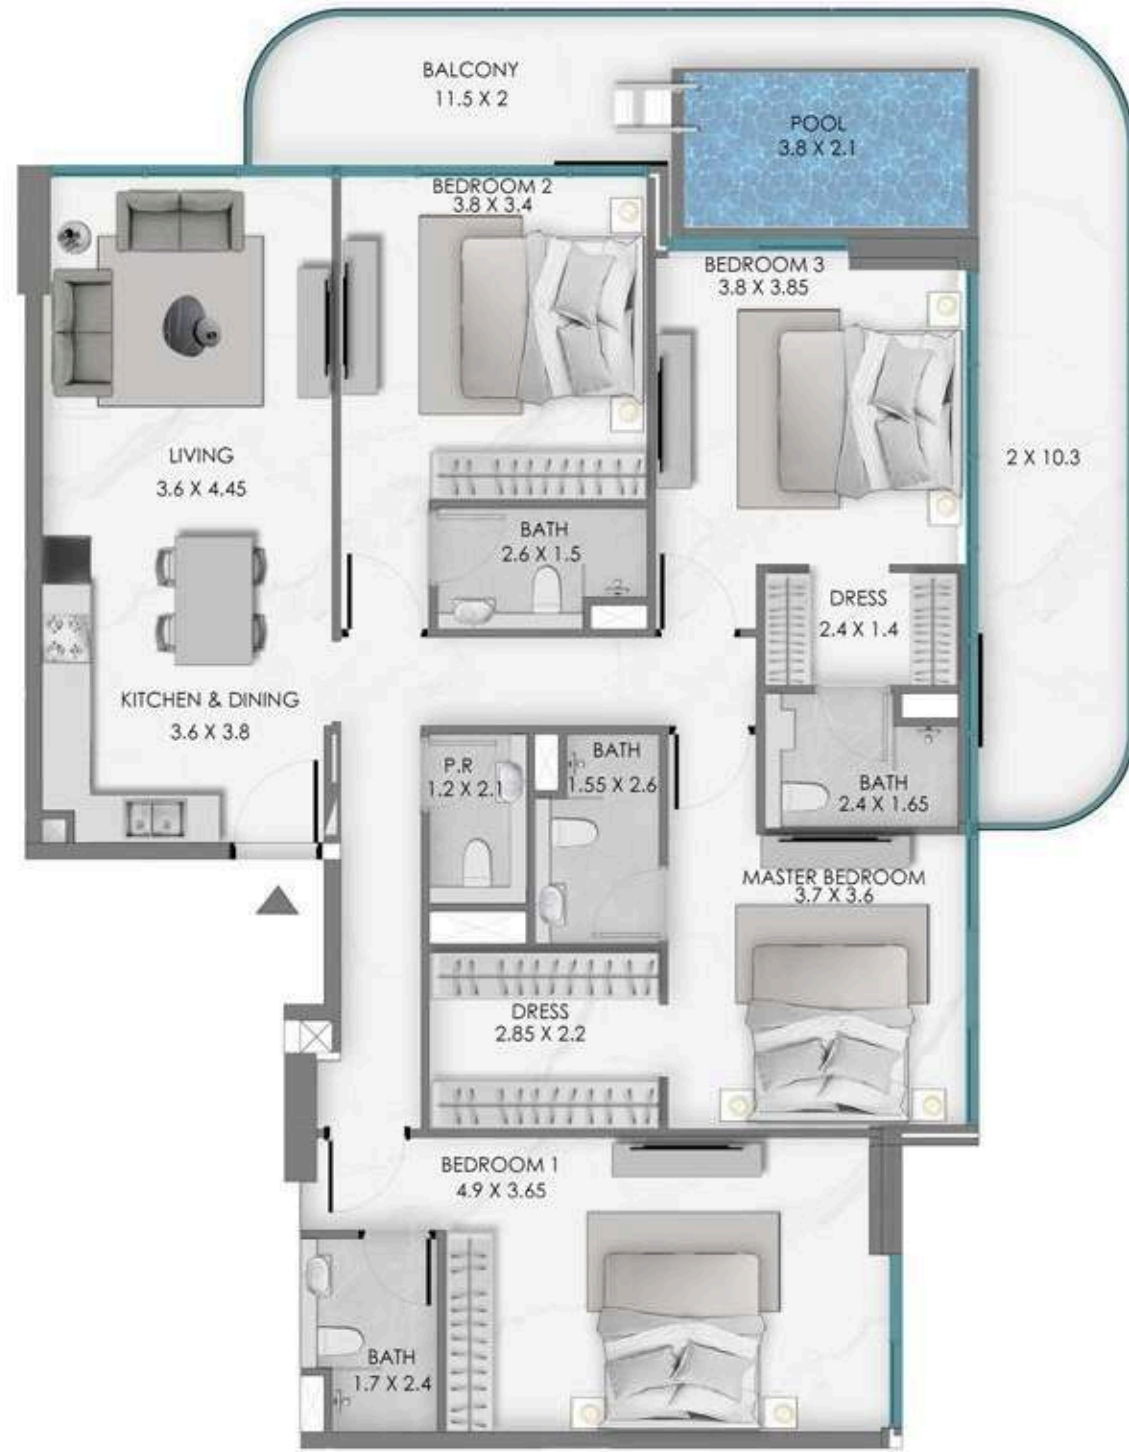 BALCONY
11.5 X 2
POOL
3.8 X 2.1
BEDROOM 2
3.8 X 3.4
BEDROOM 3
3.8 X 3.85
LIVING
3.6 X 4.45
2 X 10.3
BATH
2.6 X 1.5
DRESS
2.4 X 1.4
KITCHEN & DINING
3.6 X 3.8
P.R
1.2 X 2.1
BATH
1.55 X 2.6
BATH
2.4 X 1.65
MASTER BEDROOM
3.7 X 3.6
DRESS
2.85 X 2.2
BEDROOM 1
4.9 X 3.65
BATH
1.7 X 2.4